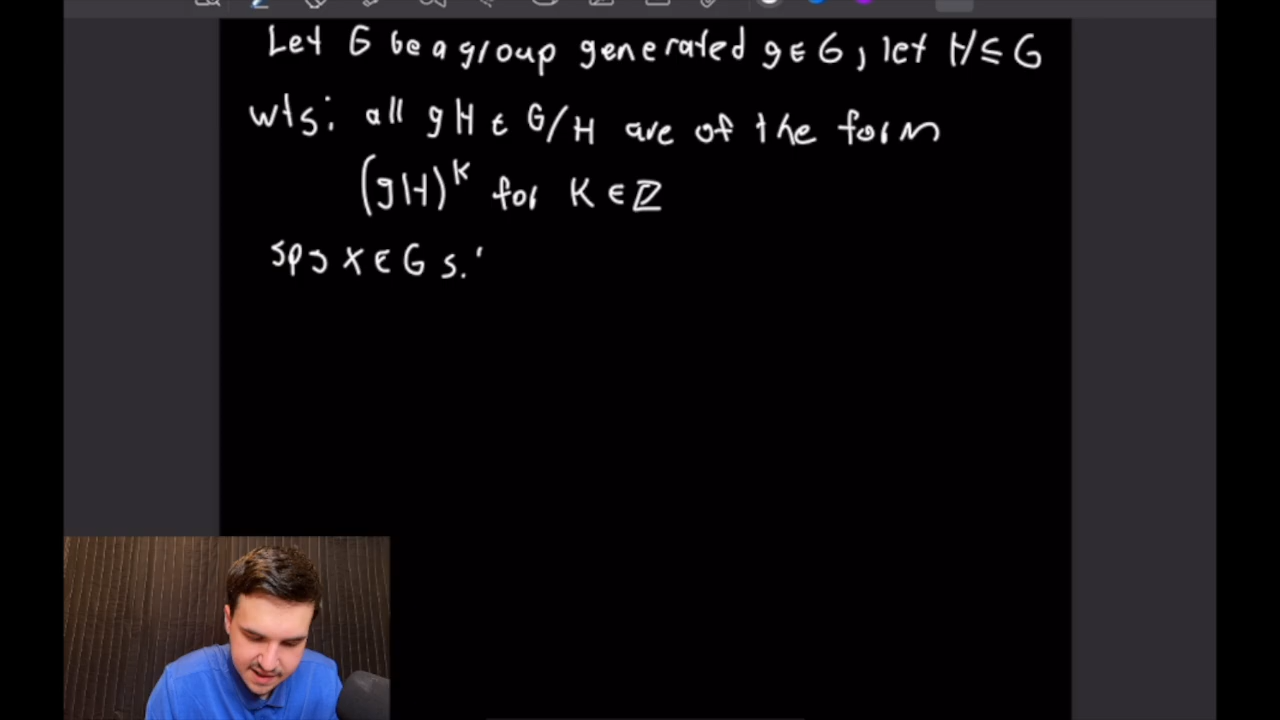 Let G be a group generated g ∈ G, let H ≤ G
wts: all gH ∈ G/H are of the form
(gH)^k for K ∈ ℤ
sps x ∈ G s.